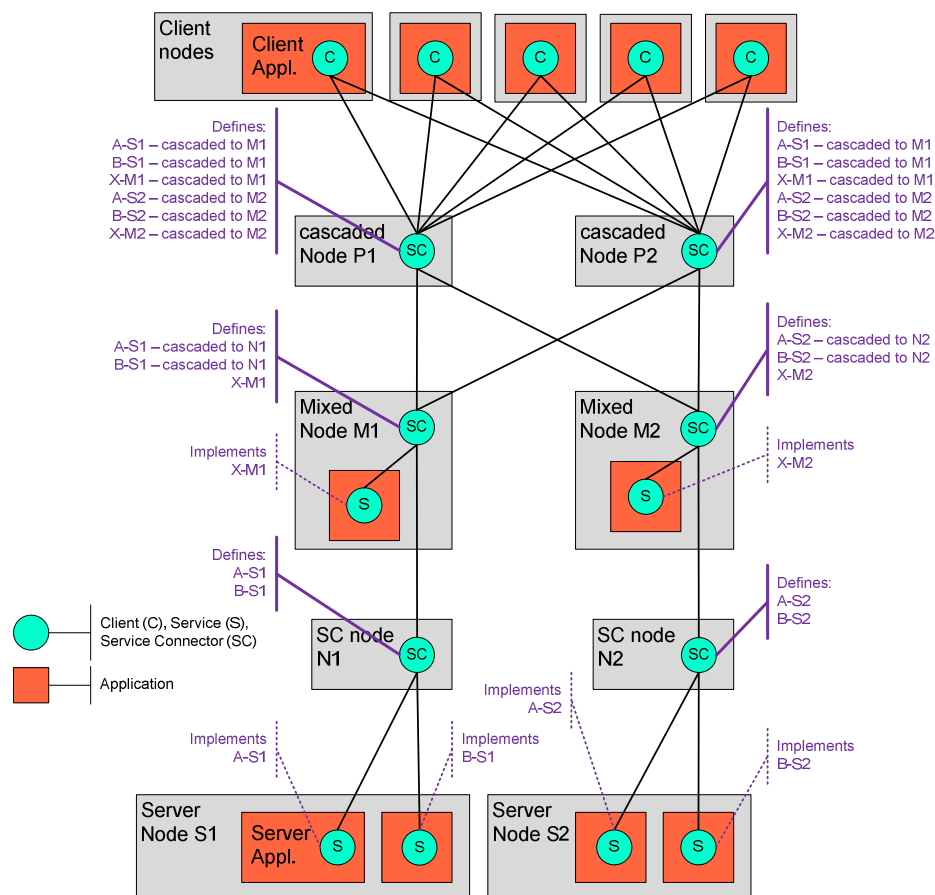 Client
nodes
Client
Appl.
C
C
C
C
C
Defines:
A-S1 – cascaded to M1
B-S1 – cascaded to M1
X-M1 – cascaded to M1
A-S2 – cascaded to M2
B-S2 – cascaded to M2
X-M2 – cascaded to M2
Defines:
A-S1 – cascaded to M1
B-S1 – cascaded to M1
X-M1 – cascaded to M1
A-S2 – cascaded to M2
B-S2 – cascaded to M2
X-M2 – cascaded to M2
cascaded
Node P1
SC
cascaded
Node P2
SC
Defines:
A-S1 – cascaded to N1
B-S1 – cascaded to N1
X-M1
Defines:
A-S2 – cascaded to N2
B-S2 – cascaded to N2
X-M2
Mixed
Node M1
SC
Mixed
Node M2
SC
Implements
X-M1
S
Implements
X-M2
S
Defines:
A-S1
B-S1
Defines:
A-S2
B-S2
Client (C), Service (S),
Service Connector (SC)
Application
SC node
N1
SC
SC node
N2
SC
Implements
A-S1
Implements
B-S1
Implements
A-S2
Implements
B-S2
Server
Node S1
Server
Appl.
S
S
Server
Node S2
S
S